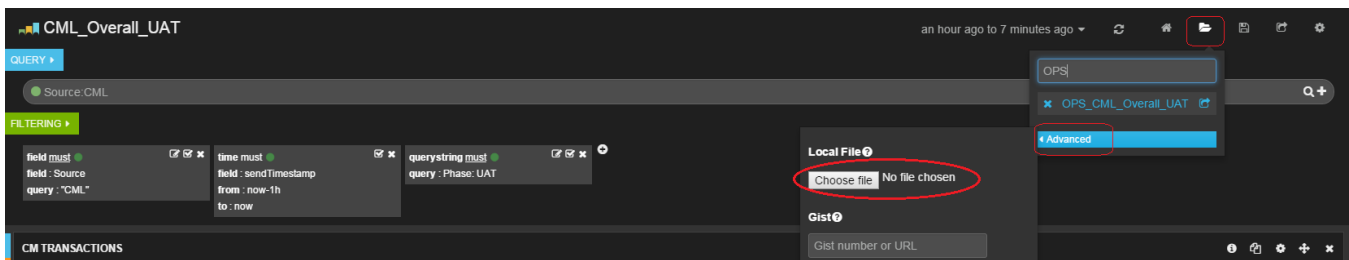 CML_Overall_UAT
an hour ago to 7 minutes ago
QUERY
OPS
Source:CML
OPS_CML_Overall_UAT
FILTERING
Advanced
field must
field : Source
query : "CML"
time must
field : sendTimestamp
from : now-1h
to : now
querystring must
query : Phase: UAT
Local File
Choose file No file chosen
Gist
Gist number or URL
CM TRANSACTIONS